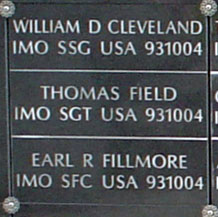 WILLIAM D CLEVELAND
IMO SSG USA 931004
THOMAS FIELD
IMO SGT USA 931004
EARL R FILLMORE
IMO SFC USA 931004